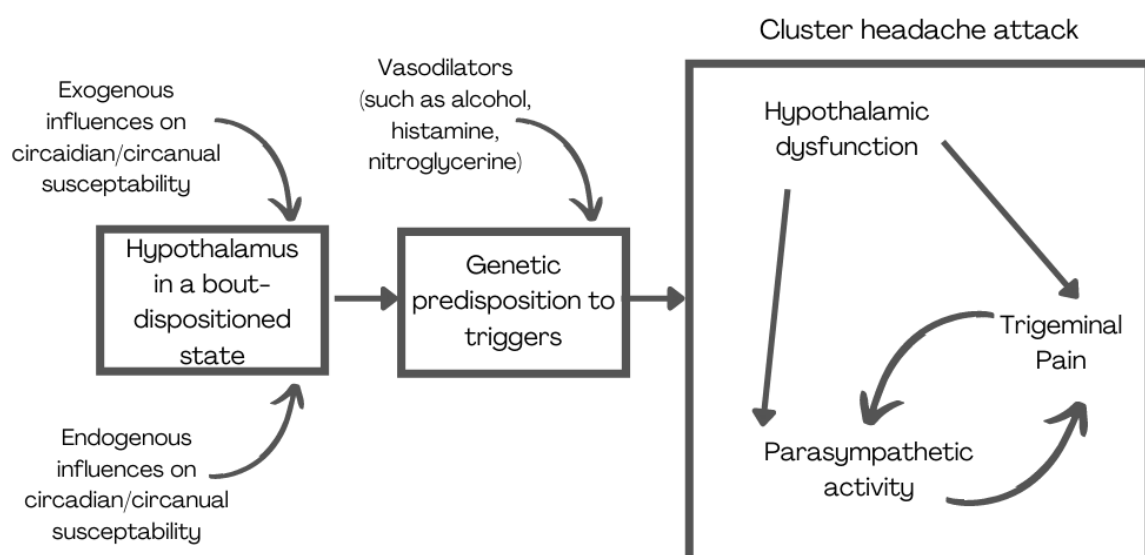 Cluster headache attack
Exogenous
influences on
circaidian/circanual
susceptability
Vasodilators
(such as alcohol,
histamine,
nitroglycerine)
Hypothalamus
in a bout-
dispositioned
state
Genetic
predisposition to
triggers
Endogenous
influences on
circadian/circanual
susceptability
Hypothalamic
dysfunction
Trigeminal
Pain
Parasympathetic
activity